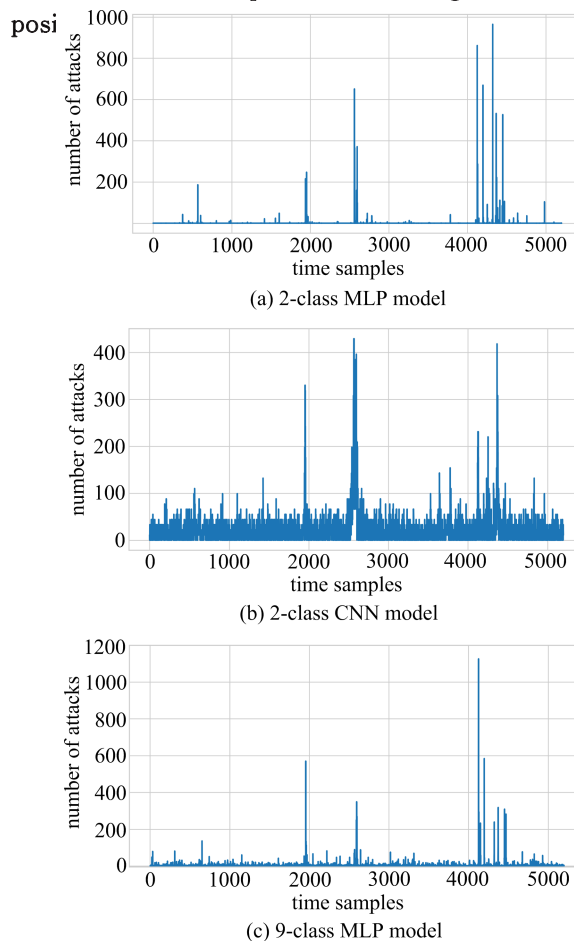 posi
1000
800
600
400
200
number of attacks
0 1000 2000 3000 4000 5000
time samples
(a) 2-class MLP model
400
300
200
100
0
number of attacks
0 1000 2000 3000 4000 5000
time samples
(b) 2-class CNN model
1200
1000
800
600
400
200
0
number of attacks
0 1000 2000 3000 4000 5000
time samples
(c) 9-class MLP model